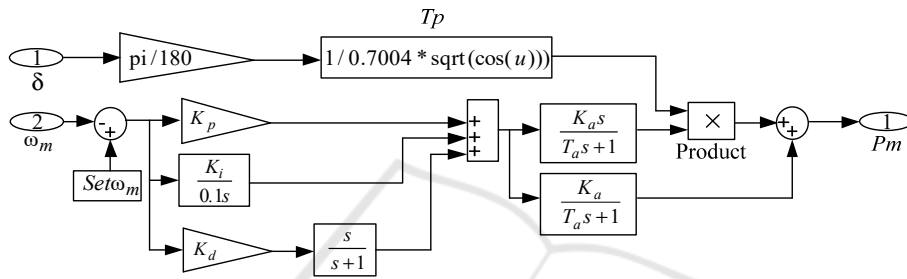 Tp
1
pi/180
1/0.7004*sqrt(cos(u)))
δ
2
ω_m
-
+
Setω_m
K_p
K_i
0.1s
K_d
s
s+1
+
+
+
K_a s
T_a s+1
K_a
T_a s+1
×
Product
+
+
1
Pm